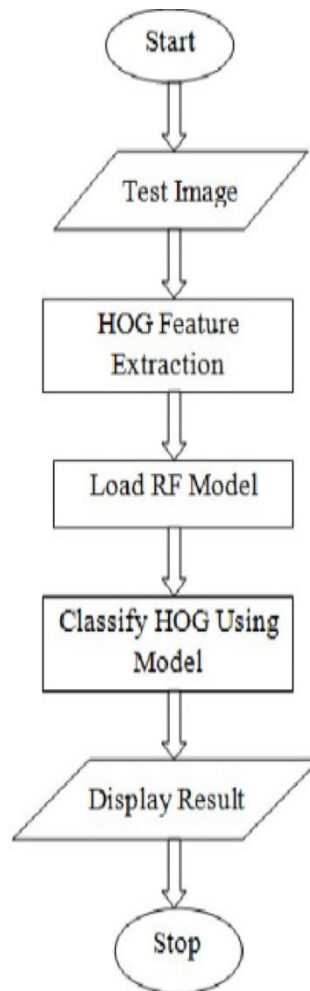 Start
Test Image
HOG Feature
Extraction
Load RF Model
Classify HOG Using
Model
Display Result
Stop